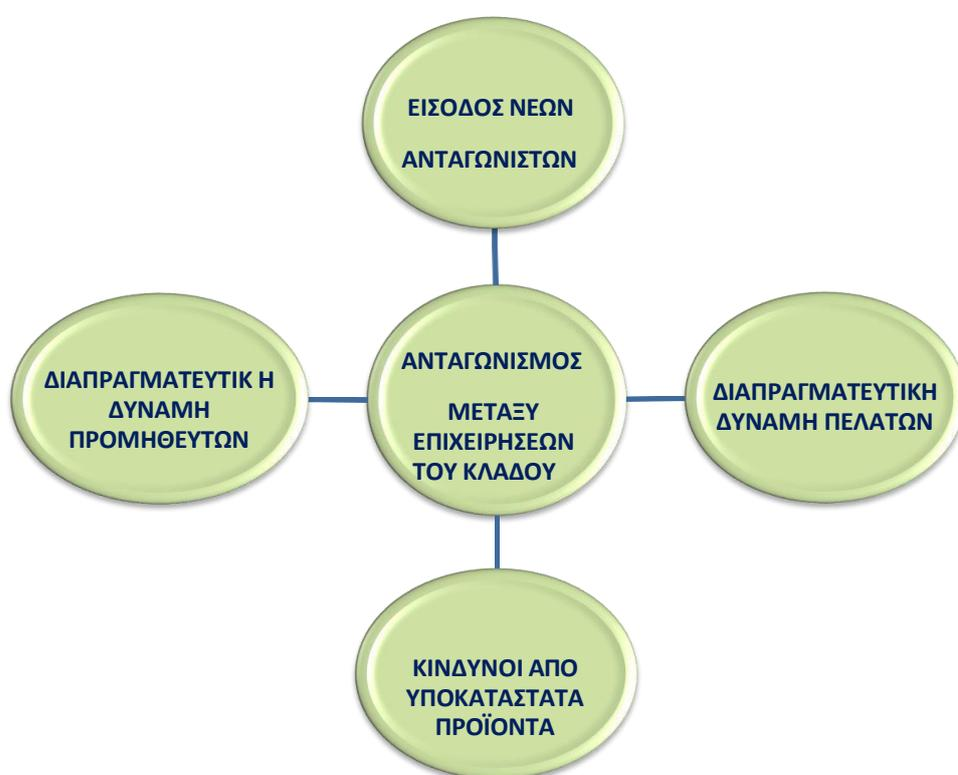 ΕΙΣΟΔΟΣ ΝΕΩΝ
ΑΝΤΑΓΩΝΙΣΤΩΝ
ΔΙΑΠΡΑΓΜΑΤΕΥΤΙΚ Η
ΔΥΝΑΜΗ
ΠΡΟΜΗΘΕΥΤΩΝ
ΑΝΤΑΓΩΝΙΣΜΟΣ
ΜΕΤΑΞΥ
ΕΠΙΧΕΙΡΗΣΕΩΝ
ΤΟΥ ΚΛΑΔΟΥ
ΔΙΑΠΡΑΓΜΑΤΕΥΤΙΚΗ
ΔΥΝΑΜΗ ΠΕΛΑΤΩΝ
ΚΙΝΔΥΝΟΙ ΑΠΟ
ΥΠΟΚΑΤΑΣΤΑΤΑ
ΠΡΟΪΟΝΤΑ